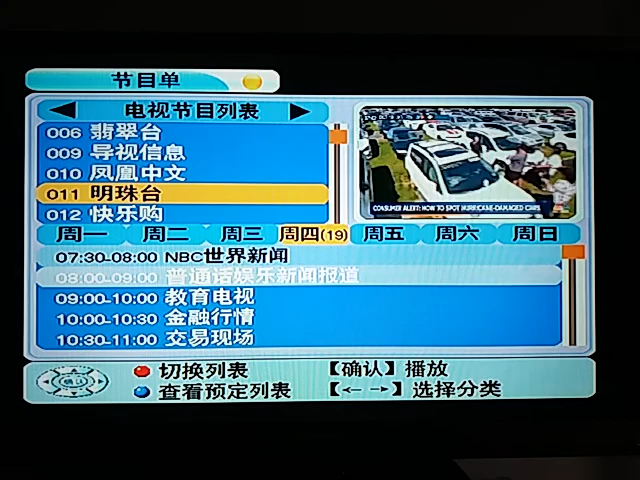 节目单
电视节目列表
006 翡翠台
009 导视信息
010 凤凰中文
011 明珠台
012 快乐购
CONSUMER ALERT: HOW TO SPOT HURRICANE-DAMAGED CARS
周一 周二 周三 周四(19) 周五 周六 周日
07:30-08:00 NBC世界新闻
08:00-09:00 普通话娱乐新闻报道
09:00-10:00 教育电视
10:00-10:30 金融行情
10:30-11:00 交易现场
确认 切换列表 【确认】播放
查看预定列表 【← →】选择分类